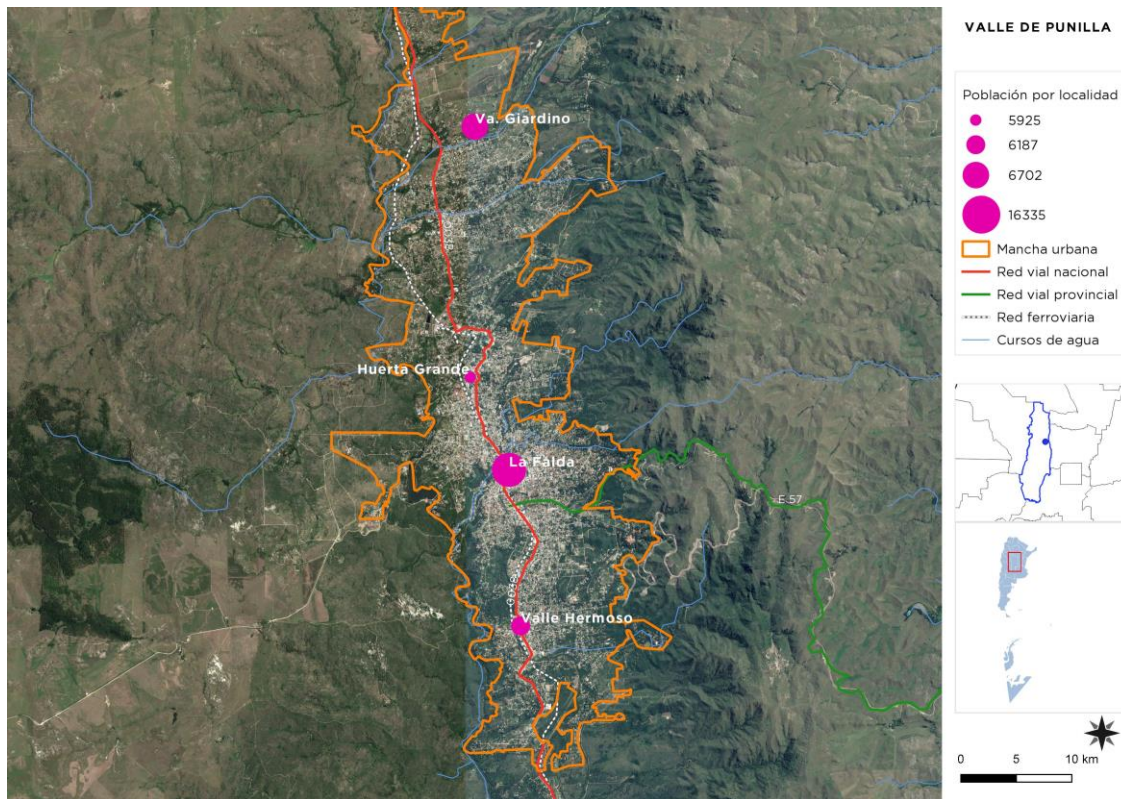 VALLE DE PUNILLA
Población por localidad
5925
6187
6702
16335
Mancha urbana
Red vial nacional
Red vial provincial
Red ferroviaria
Cursos de agua
Va. Giardino
Huerta Grande
La Falda
E-57
Valle Hermoso
0 5 10 km